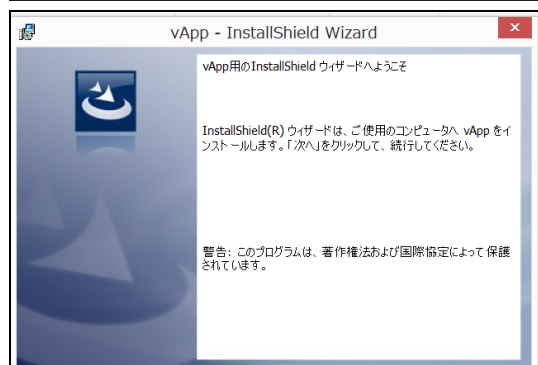 vApp - InstallShield Wizard
vApp用のInstallShield ウィザードへようこそ
InstallShield(R) ウィザードは、ご使用のコンピュータへ vApp をイ
ンストールします。「次へ」をクリックして、続行してください。
警告: このプログラムは、著作権法および国際協定によって保護
されています。